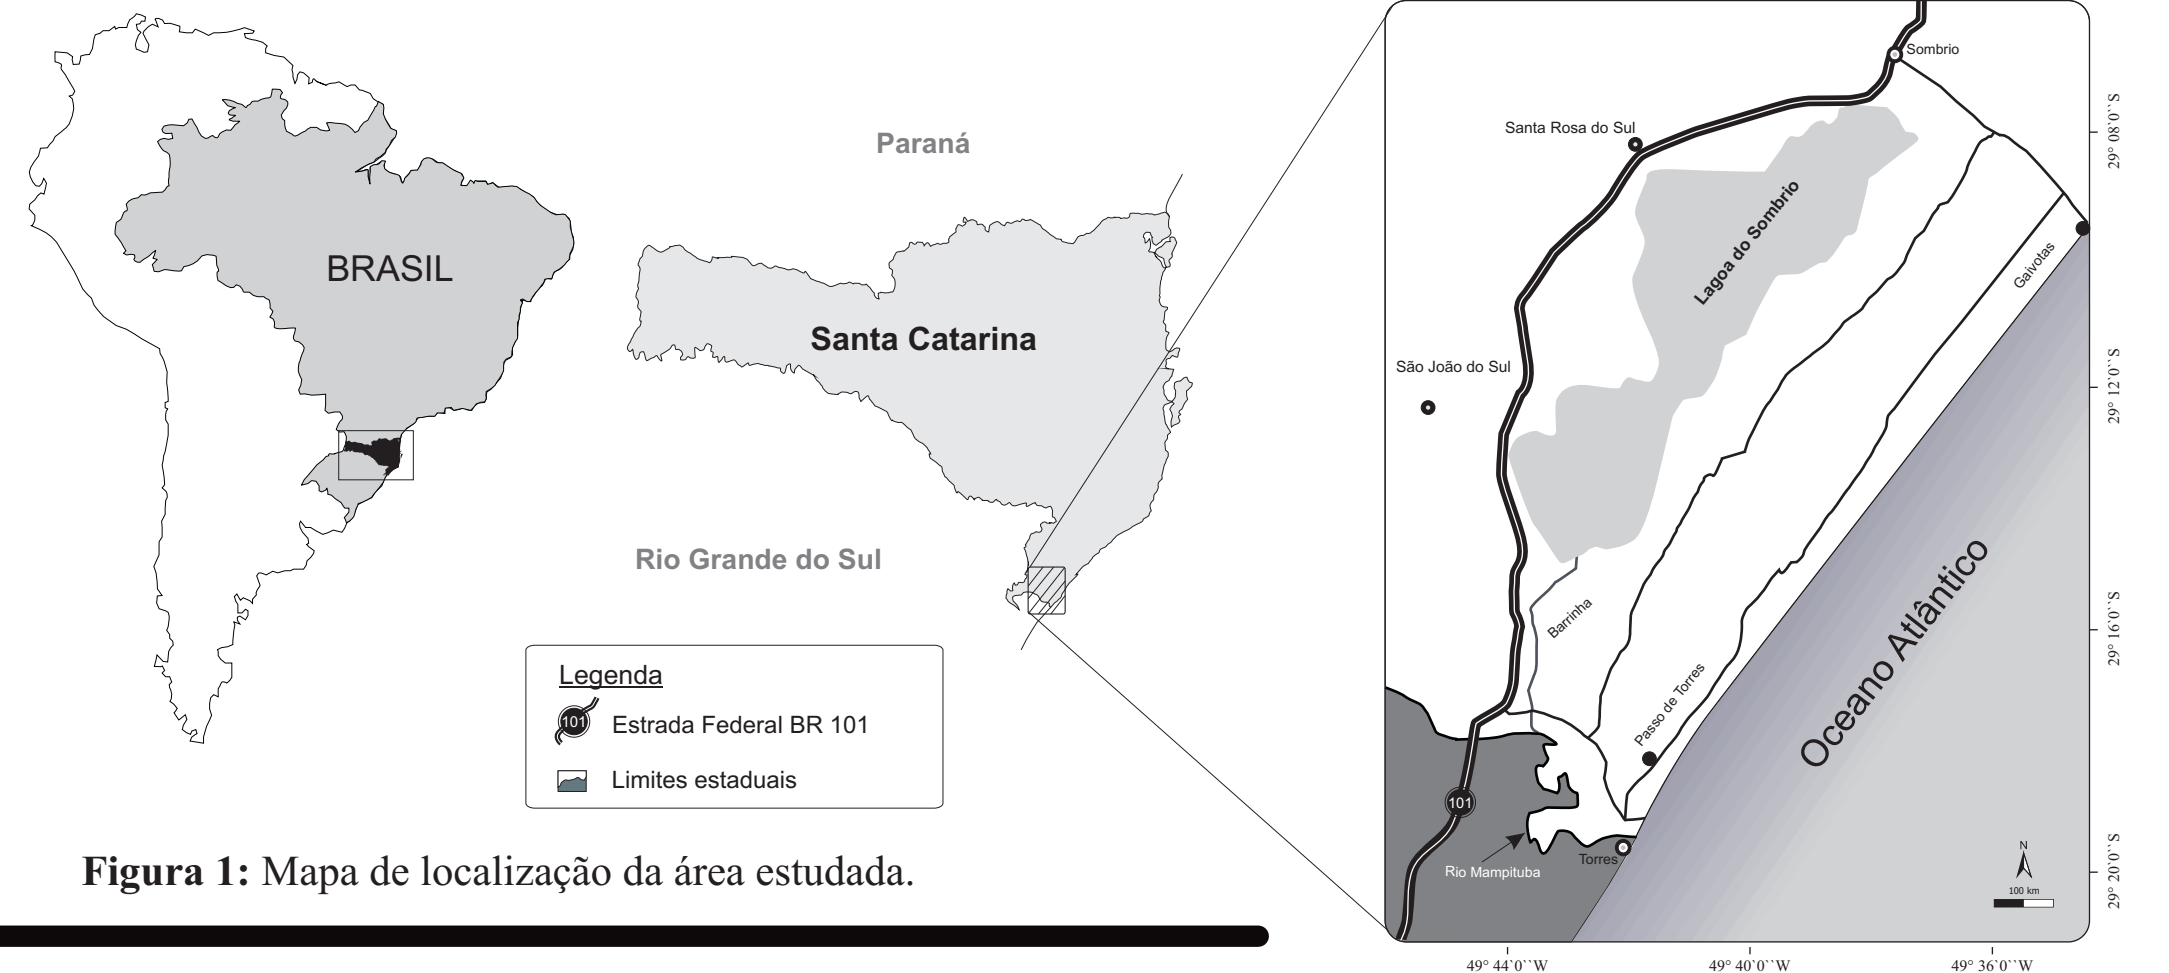 BRASIL
Paraná
Santa Catarina
Rio Grande do Sul
Legenda
101
Estrada Federal BR 101
Limites estaduais
Figura 1: Mapa de localização da área estudada.
Sombrio
Santa Rosa do Sul
Lagoa do Sombrio
São João do Sul
Gaivotas
Barrinha
Passo de Torres
Oceano Atlântico
101
Torres
Rio Mampituba
N
100 km
29° 08`0``S
29° 12`0``S
29° 16`0``S
29° 20`0``S
49° 44`0``W
49° 40`0``W
49° 36`0``W